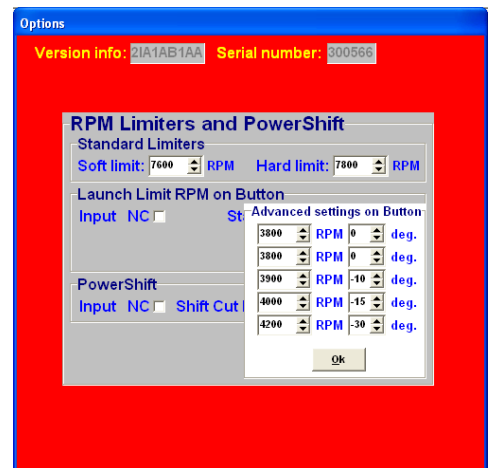 Options
Version info: 2IA1AB1AA Serial number: 300566
RPM Limiters and PowerShift
Standard Limiters
Soft limit: 7600 RPM Hard limit: 7800 RPM
Launch Limit RPM on Button
Input NC
Advanced settings on Button
3800 RPM 0 deg.
3800 RPM 0 deg.
3900 RPM -10 deg.
4000 RPM -15 deg.
4200 RPM -30 deg.
Ok
PowerShift
Input NC Shift Cut